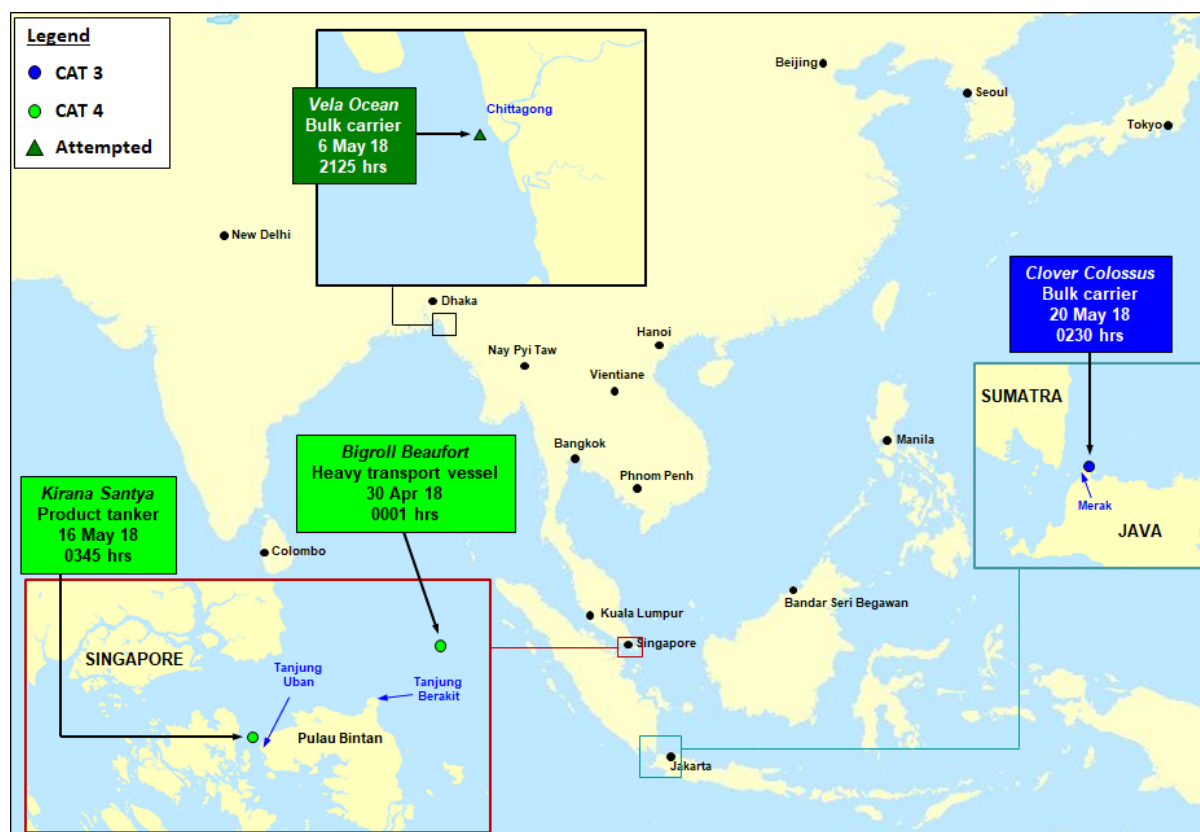 Legend
CAT 3
CAT 4
Attempted
Vela Ocean
Bulk carrier
6 May 18
2125 hrs
Chittagong
Beijing
Seoul
Tokyo
New Delhi
Dhaka
Hanoi
Nay Pyi Taw
Vientiane
Clover Colossus
Bulk carrier
20 May 18
0230 hrs
SUMATRA
Merak
JAVA
Bangkok
Manila
Phnom Penh
Bigroll Beaufort
Heavy transport vessel
30 Apr 18
0001 hrs
Kirana Santya
Product tanker
16 May 18
0345 hrs
Colombo
Kuala Lumpur
Bandar Seri Begawan
Singapore
SINGAPORE
Tanjung
Uban
Tanjung
Berakit
Pulau Bintan
Jakarta